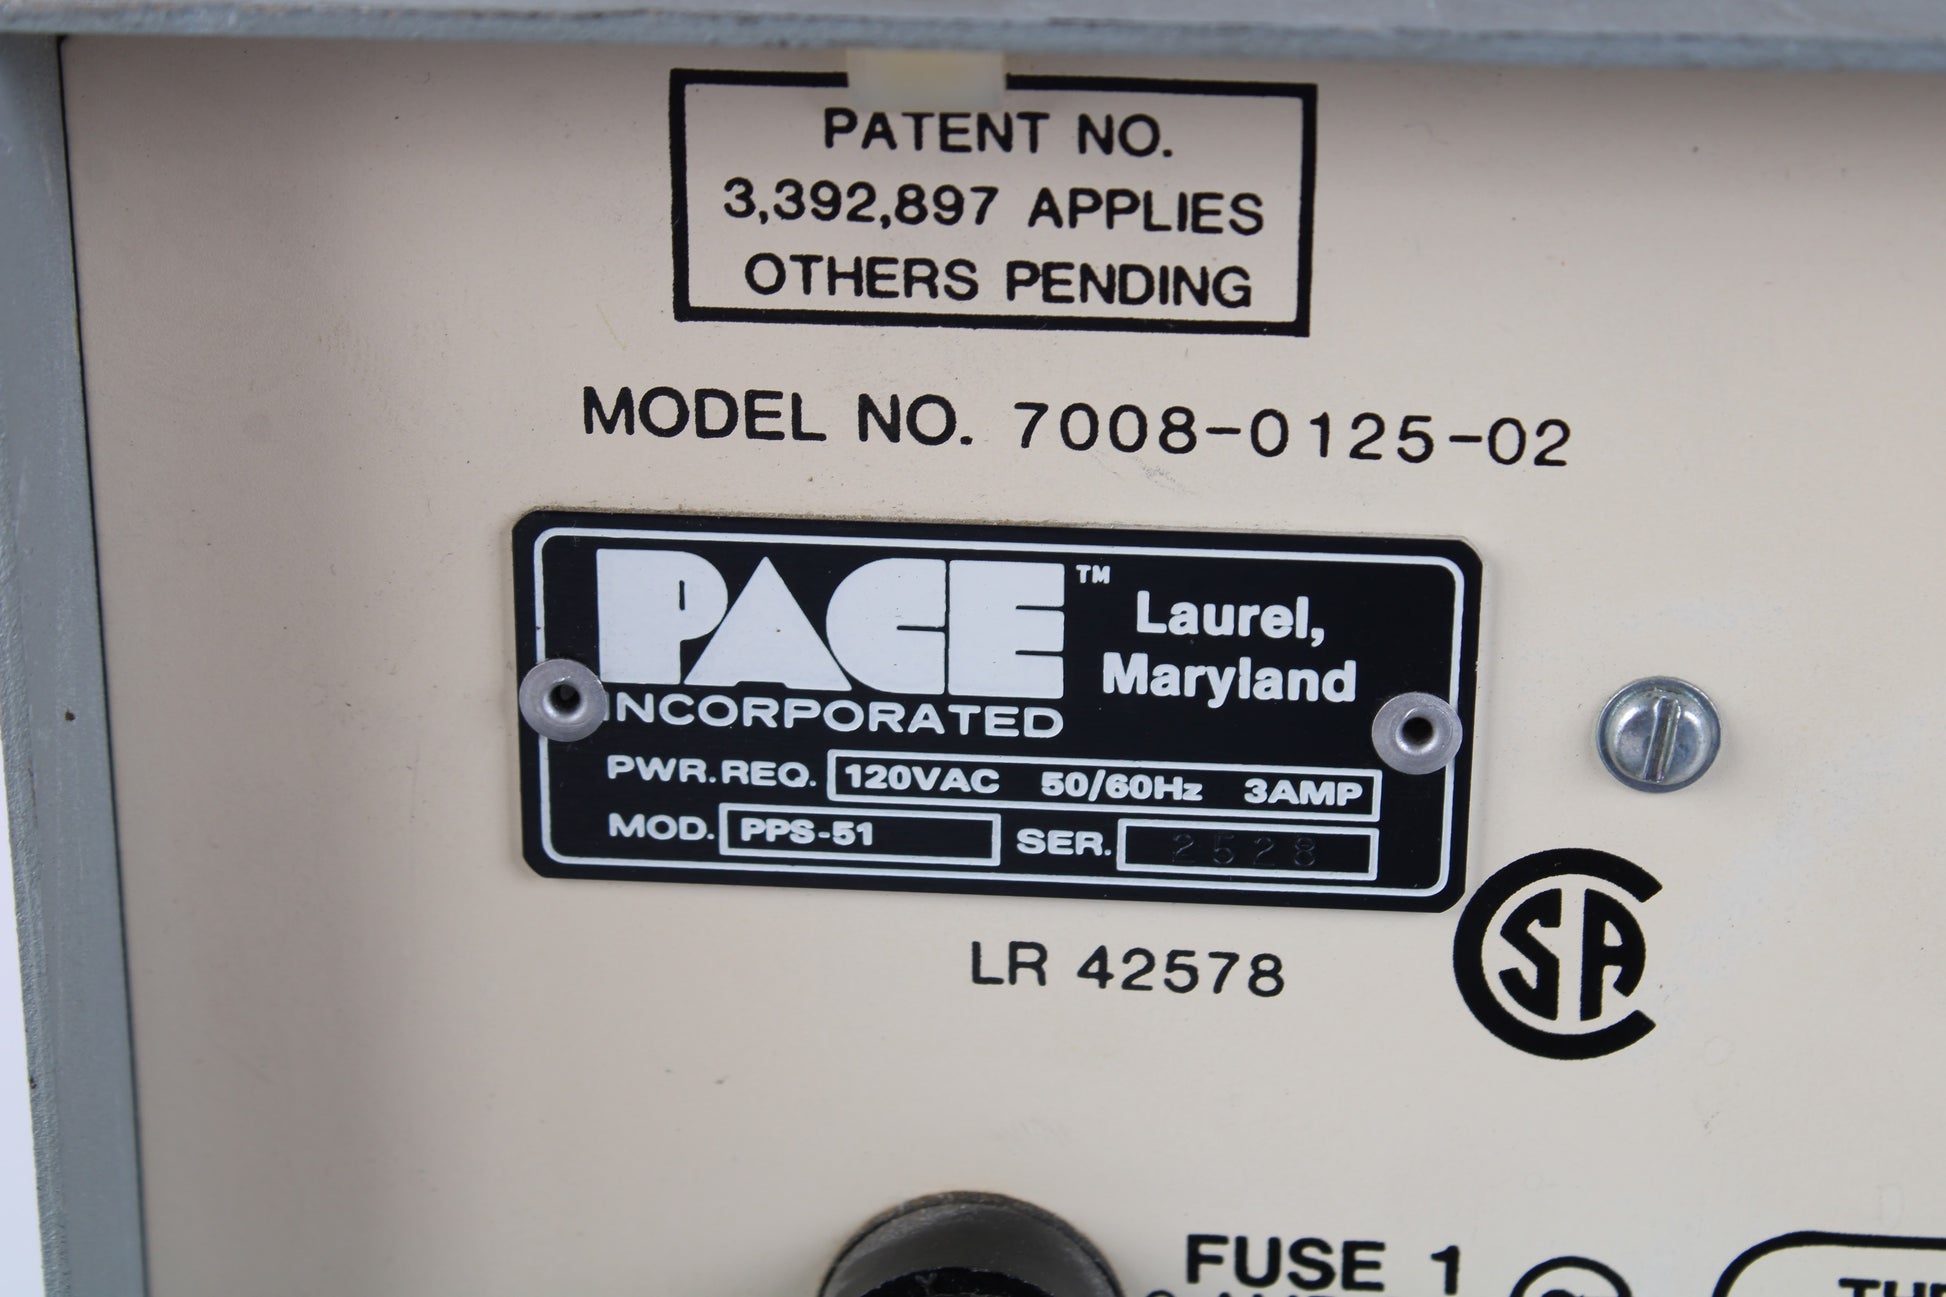 PATENT NO.
3,392,897 APPLIES
OTHERS PENDING
MODEL NO. 7008-0125-02
PACE™
INCORPORATED
Laurel,
Maryland
PWR.REQ. 120VAC 50/60Hz 3AMP
MOD. PPS-51 SER. 2528
LR 42578
CSA
FUSE 1